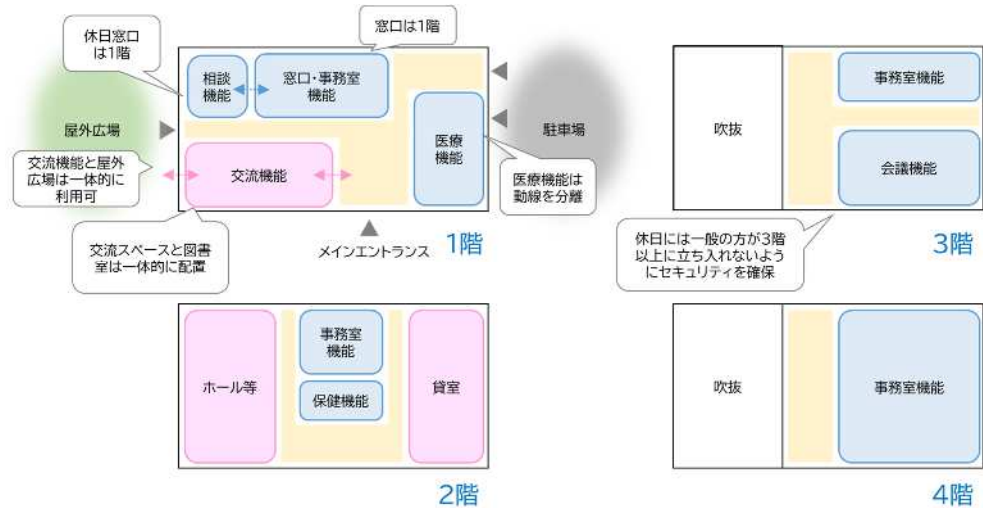 休日窓口
は1階
窓口は1階
相談
機能
窓口・事務室
機能
屋外広場
医療
機能
駐車場
交流機能と屋外
広場は一体的に
利用可
交流機能
医療機能は
動線を分離
交流スペースと図書
室は一体的に配置
メインエントランス
1階
事務室機能
吹抜
会議機能
休日には一般の方が3階
以上に立ち入れないよう
にセキュリティを確保
3階
ホール等
事務室
機能
保健機能
貸室
2階
吹抜
事務室機能
4階